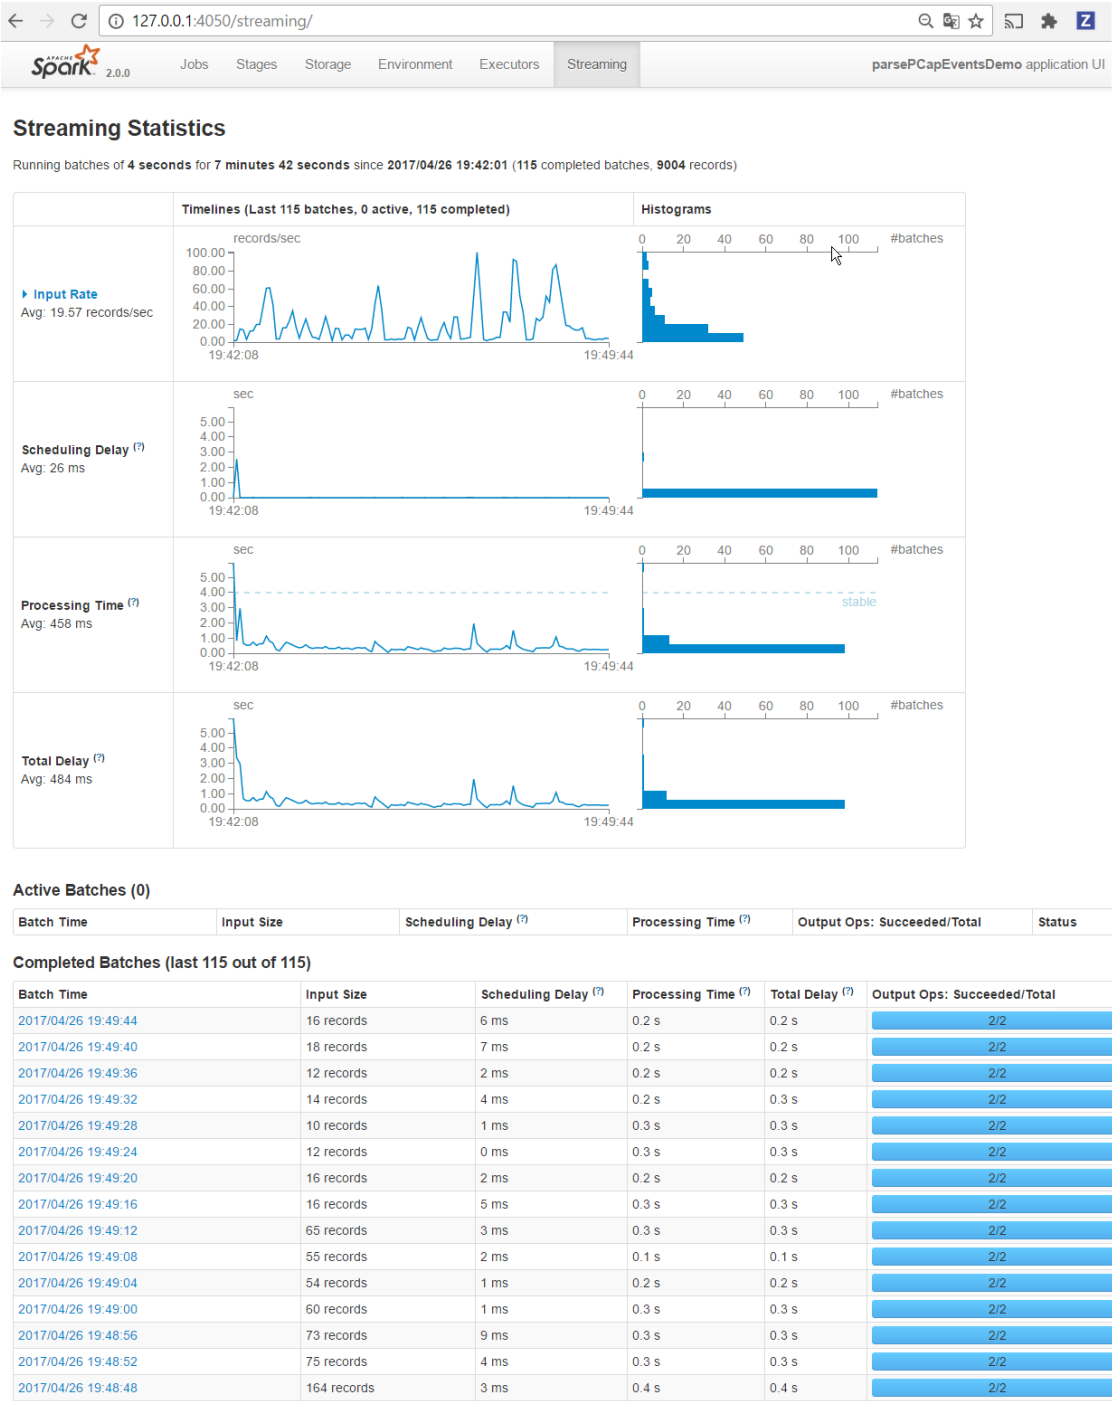 127.0.0.1:4050/streaming/
APACHE
Spark 2.0.0 Jobs Stages Storage Environment Executors Streaming parsePCapEventsDemo application UI
Streaming Statistics
Running batches of 4 seconds for 7 minutes 42 seconds since 2017/04/26 19:42:01 (115 completed batches, 9004 records)
Timelines (Last 115 batches, 0 active, 115 completed) Histograms
Input Rate
Avg: 19.57 records/sec
records/sec
100.00
80.00
60.00
40.00
20.00
0.00
19:42:08 19:49:44
0 20 40 60 80 100 #batches
Scheduling Delay (?)
Avg: 26 ms
sec
5.00
4.00
3.00
2.00
1.00
0.00
19:42:08 19:49:44
0 20 40 60 80 100 #batches
Processing Time (?)
Avg: 458 ms
sec
5.00
4.00
3.00
2.00
1.00
0.00
19:42:08 19:49:44
0 20 40 60 80 100 #batches
stable
Total Delay (?)
Avg: 484 ms
sec
5.00
4.00
3.00
2.00
1.00
0.00
19:42:08 19:49:44
0 20 40 60 80 100 #batches
Active Batches (0)
Batch Time Input Size Scheduling Delay (?) Processing Time (?) Output Ops: Succeeded/Total Status
Completed Batches (last 115 out of 115)
Batch Time Input Size Scheduling Delay (?) Processing Time (?) Total Delay (?) Output Ops: Succeeded/Total
2017/04/26 19:49:44 16 records 6 ms 0.2 s 0.2 s 2/2
2017/04/26 19:49:40 18 records 7 ms 0.2 s 0.2 s 2/2
2017/04/26 19:49:36 12 records 2 ms 0.2 s 0.2 s 2/2
2017/04/26 19:49:32 14 records 4 ms 0.2 s 0.3 s 2/2
2017/04/26 19:49:28 10 records 1 ms 0.3 s 0.3 s 2/2
2017/04/26 19:49:24 12 records 0 ms 0.3 s 0.3 s 2/2
2017/04/26 19:49:20 16 records 2 ms 0.2 s 0.2 s 2/2
2017/04/26 19:49:16 16 records 5 ms 0.3 s 0.3 s 2/2
2017/04/26 19:49:12 65 records 3 ms 0.3 s 0.3 s 2/2
2017/04/26 19:49:08 55 records 2 ms 0.1 s 0.1 s 2/2
2017/04/26 19:49:04 54 records 1 ms 0.2 s 0.2 s 2/2
2017/04/26 19:49:00 60 records 1 ms 0.3 s 0.3 s 2/2
2017/04/26 19:48:56 73 records 9 ms 0.3 s 0.3 s 2/2
2017/04/26 19:48:52 75 records 4 ms 0.3 s 0.3 s 2/2
2017/04/26 19:48:48 164 records 3 ms 0.4 s 0.4 s 2/2